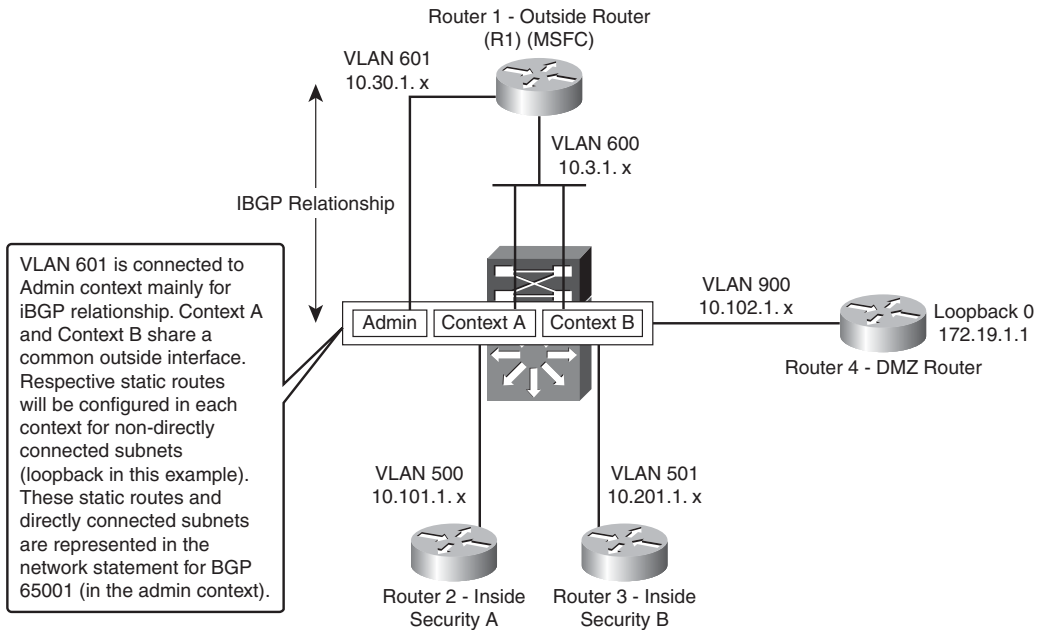 Router 1 - Outside Router
(R1) (MSFC)
VLAN 601
10.30.1. x
VLAN 600
10.3.1. x
IBGP Relationship
VLAN 601 is connected to
Admin context mainly for
iBGP relationship. Context A
and Context B share a
common outside interface.
Respective static routes
will be configured in each
context for non-directly
connected subnets
(loopback in this example).
These static routes and
directly connected subnets
are represented in the
network statement for BGP
65001 (in the admin context).
Admin
Context A
Context B
VLAN 900
10.102.1. x
Loopback 0
172.19.1.1
Router 4 - DMZ Router
VLAN 500
10.101.1. x
VLAN 501
10.201.1. x
Router 2 - Inside
Security A
Router 3 - Inside
Security B